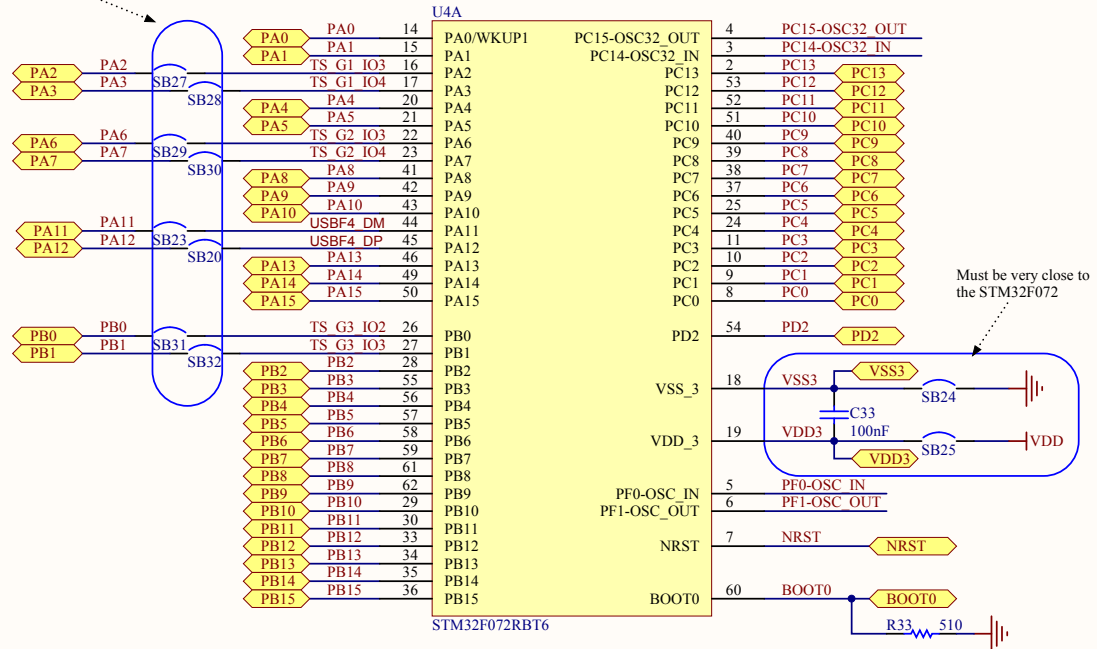 U4A
PA0 PA0 14 PA0/WKUP1 PC15-OSC32_OUT 4 PC15-OSC32_OUT
PA1 PA1 15 PA1 PC14-OSC32_IN 3 PC14-OSC32_IN
PA2 PA2 SB27 TS_G1_IO3 16 PA2 PC13 2 PC13 PC13
PA3 PA3 SB28 TS_G1_IO4 17 PA3 PC12 53 PC12 PC12
PA4 PA4 20 PA4 PC11 52 PC11 PC11
PA5 PA5 21 PA5 PC10 51 PC10 PC10
PA6 PA6 SB29 TS_G2_IO3 22 PA6 PC9 40 PC9 PC9
PA7 PA7 SB30 TS_G2_IO4 23 PA7 PC8 39 PC8 PC8
PA8 PA8 41 PA8 PC7 38 PC7 PC7
PA9 PA9 42 PA9 PC6 37 PC6 PC6
PA10 PA10 43 PA10 PC5 25 PC5 PC5
PA11 PA11 SB23 USBF4_DM 44 PA11 PC4 24 PC4 PC4
PA12 PA12 SB20 USBF4_DP 45 PA12 PC3 11 PC3 PC3
PA13 PA13 46 PA13 PC2 10 PC2 PC2
PA14 PA14 49 PA14 PC1 9 PC1 PC1
PA15 PA15 50 PA15 PC0 8 PC0 PC0
Must be very close to
the STM32F072
PB0 PB0 SB31 TS_G3_IO2 26 PB0 PD2 54 PD2 PD2
PB1 PB1 SB32 TS_G3_IO3 27 PB1
PB2 PB2 28 PB2 VSS3
PB3 PB3 55 PB3 VSS_3 18 VSS3 SB24
PB4 PB4 56 PB4 C33
PB5 PB5 57 PB5 100nF
PB6 PB6 58 PB6 VDD_3 19 VDD3 SB25 VDD
PB7 PB7 59 PB7 VDD3
PB8 PB8 61 PB8
PB9 PB9 62 PB9 PF0-OSC_IN 5 PF0-OSC_IN
PB10 PB10 29 PB10 PF1-OSC_OUT 6 PF1-OSC_OUT
PB11 PB11 30 PB11
PB12 PB12 33 PB12 NRST 7 NRST NRST
PB13 PB13 34 PB13
PB14 PB14 35 PB14
PB15 PB15 36 PB15 BOOT0 60 BOOT0 BOOT0
STM32F072RBT6 R33 510